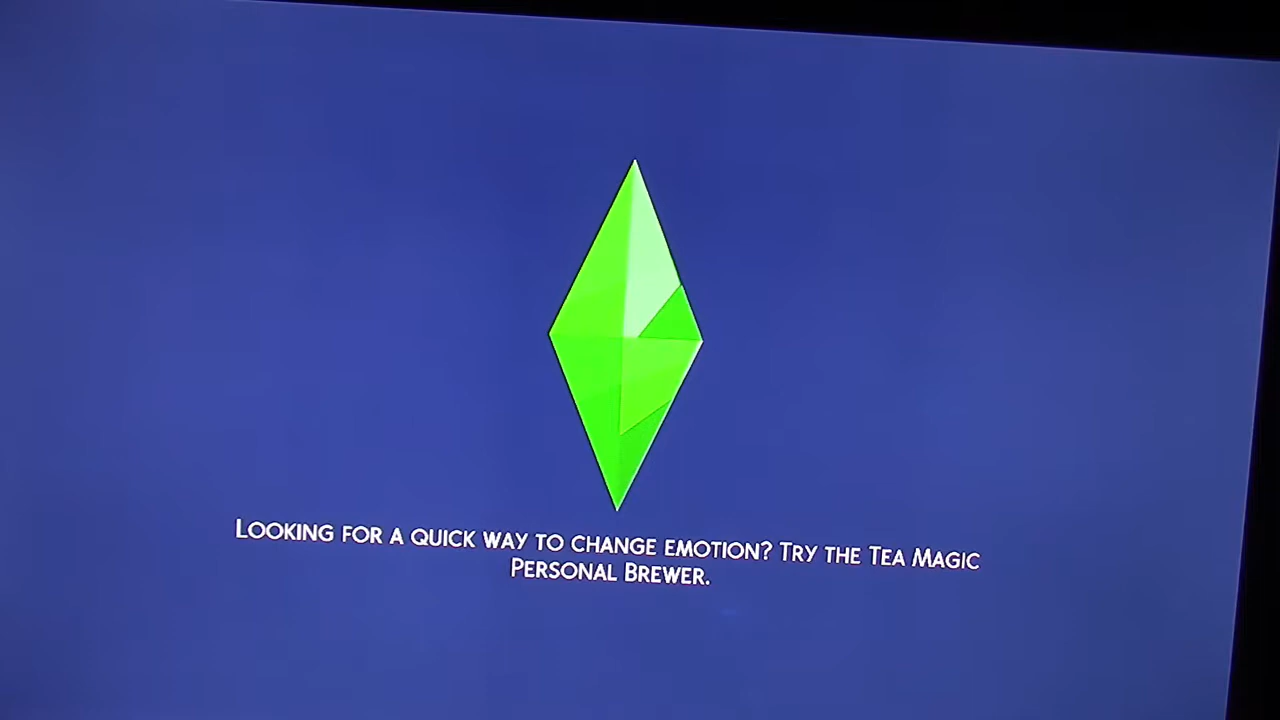 Looking for a quick way to change emotion? Try the Tea Magic
Personal Brewer.